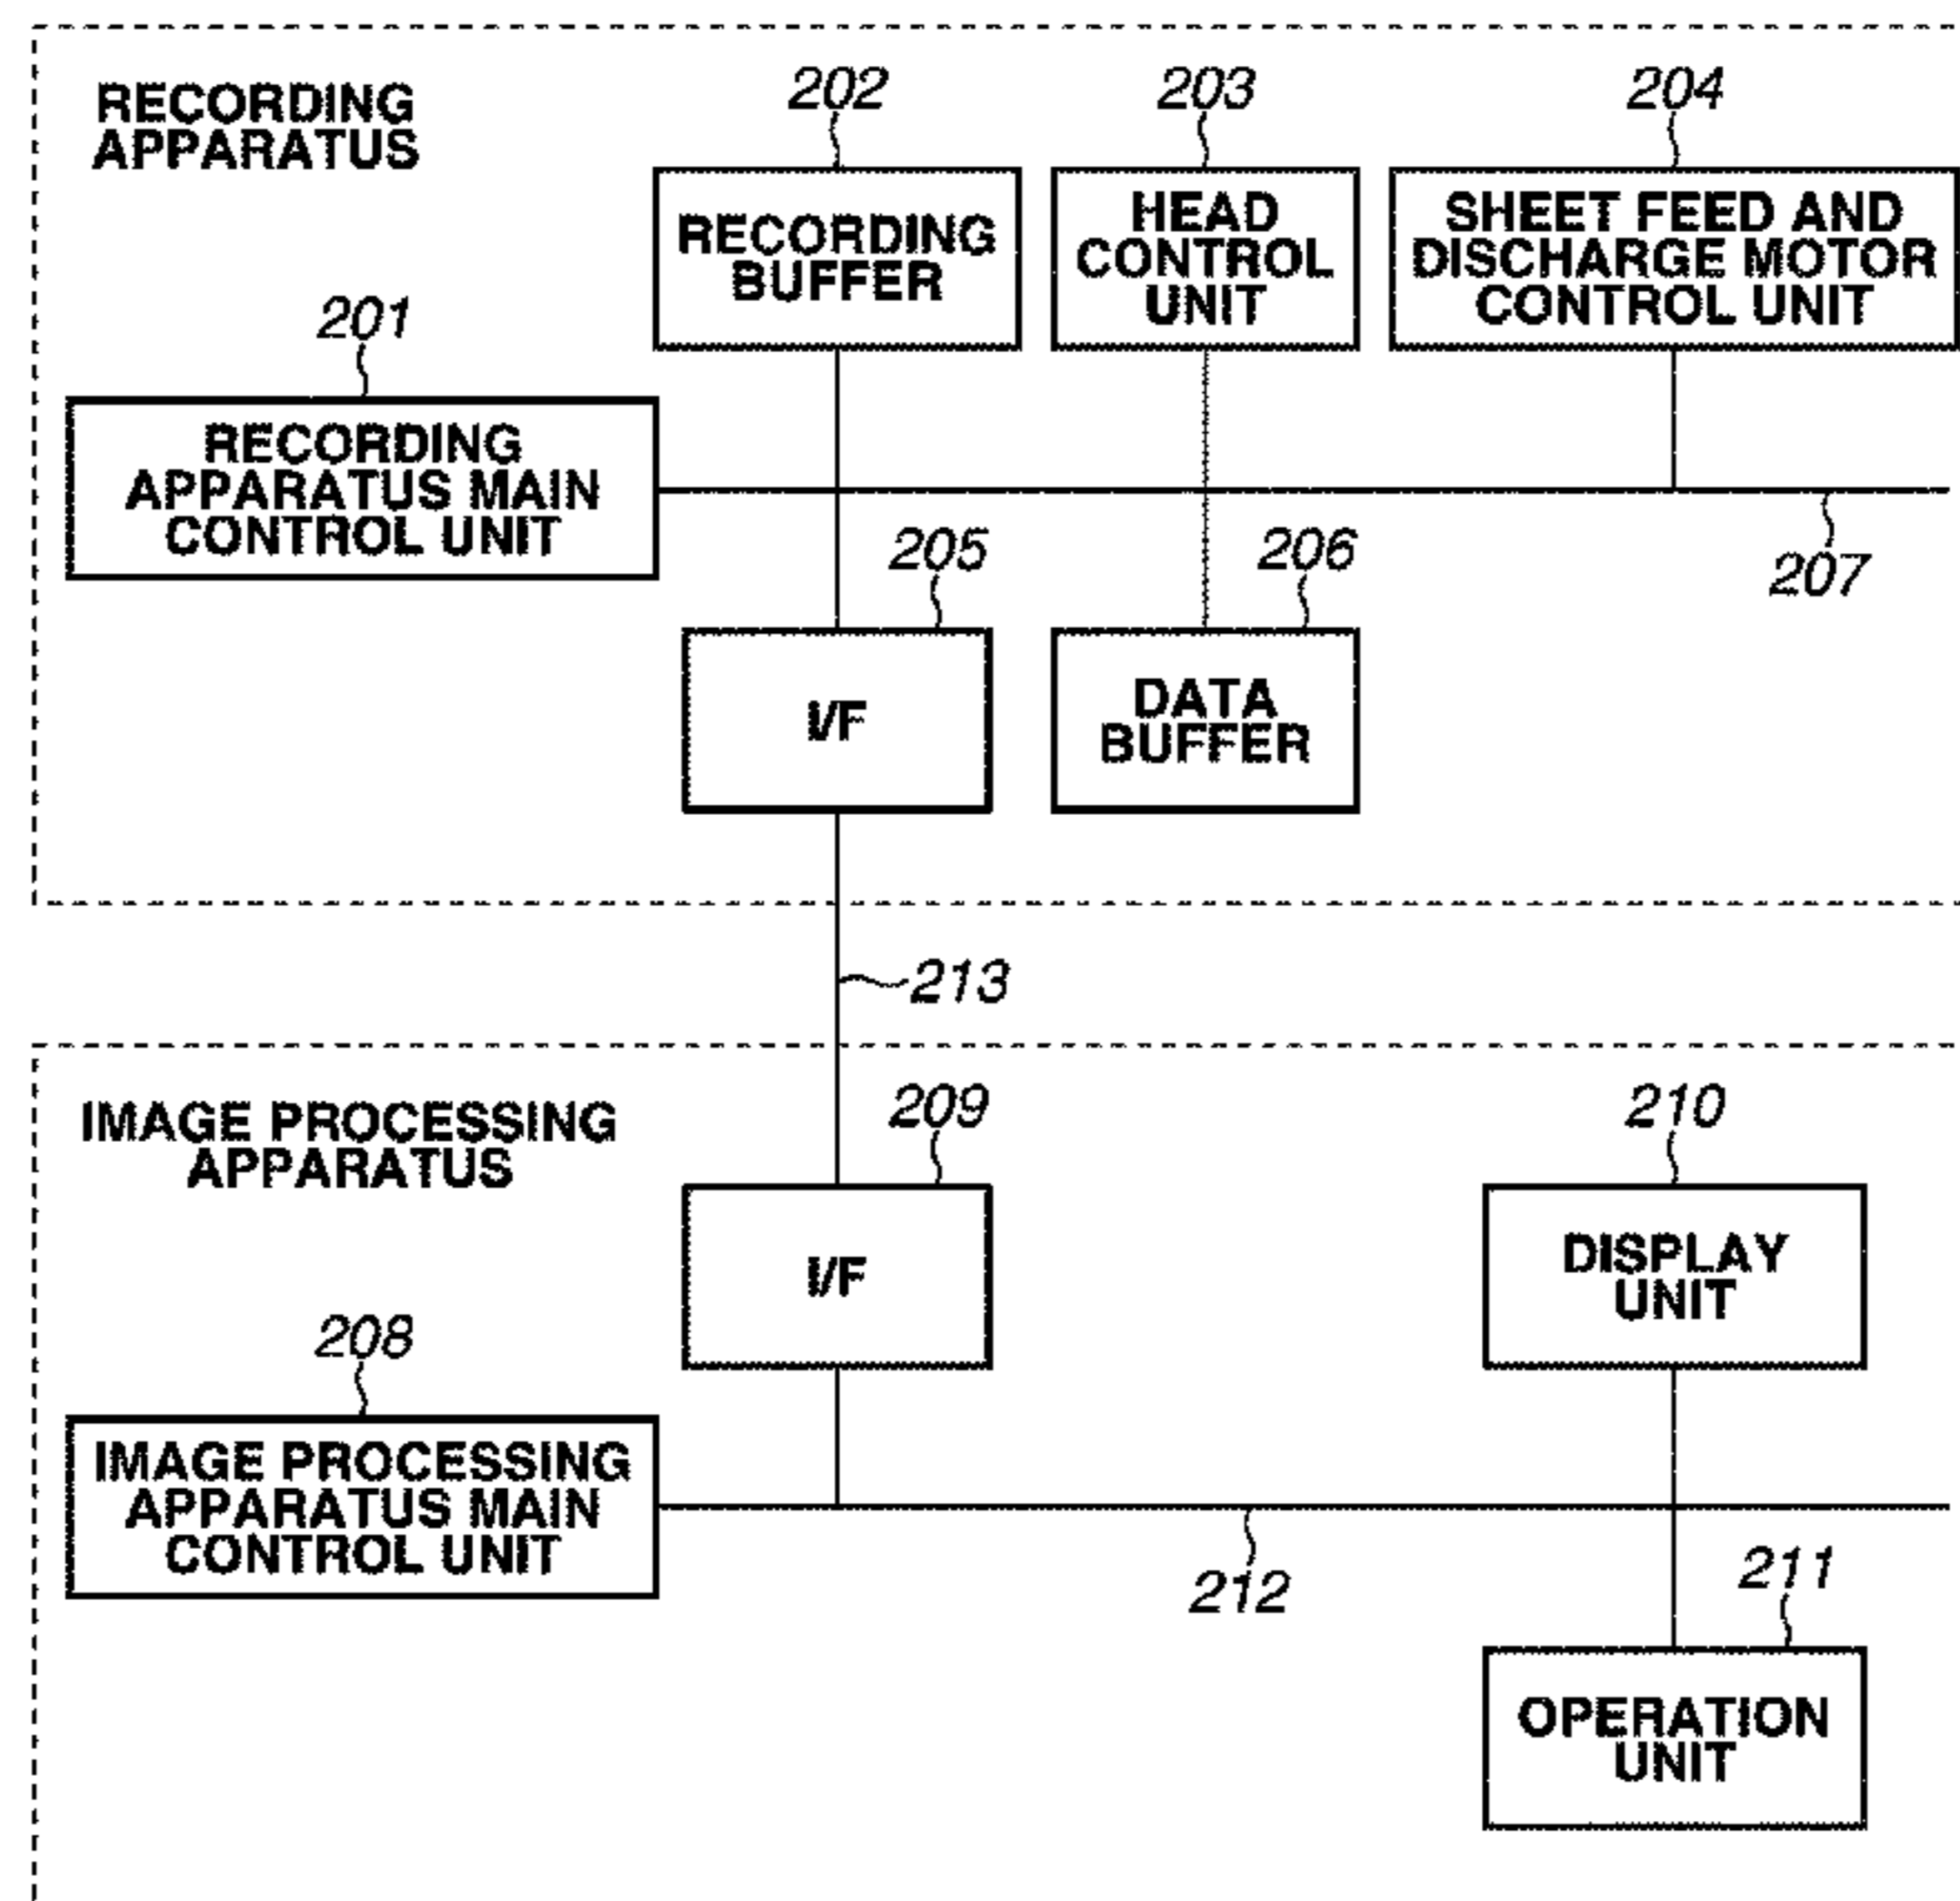 RECORDING
APPARATUS
202
203
204
RECORDING
BUFFER
HEAD
CONTROL
UNIT
SHEET FEED AND
DISCHARGE MOTOR
CONTROL UNIT
201
RECORDING
APPARATUS MAIN
CONTROL UNIT
205
206
207
I/F
DATA
BUFFER
213
IMAGE PROCESSING
APPARATUS
209
210
I/F
DISPLAY
UNIT
208
IMAGE PROCESSING
APPARATUS MAIN
CONTROL UNIT
212
211
OPERATION
UNIT